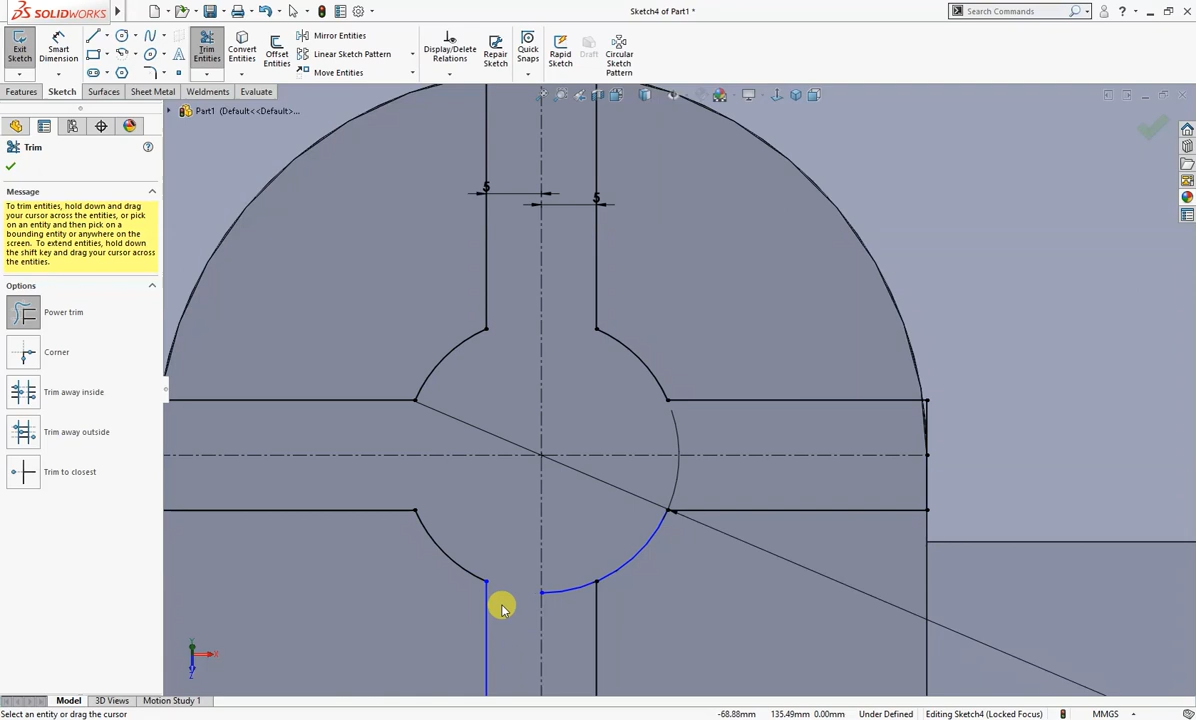 SOLIDWORKS
Sketch4 of Part1 *
Search Commands
Exit Sketch
Smart Dimension
Trim Entities
Convert Entities
Offset Entities
Mirror Entities
Linear Sketch Pattern
Move Entities
Display/Delete Relations
Repair Sketch
Quick Snaps
Rapid Sketch
Draft
Circular Sketch Pattern
Features
Sketch
Surfaces
Sheet Metal
Weldments
Evaluate
Part1 (Default<<Default>...
Trim
Message
To trim entities, hold down and drag
your cursor across the entities, or pick
on an entity and then pick on a
bounding entity or anywhere on the
screen. To extend entities, hold down
the shift key and drag your cursor across
the entities.
Options
Power trim
Corner
Trim away inside
Trim away outside
Trim to closest
5
5
Model
3D Views
Motion Study 1
Select an entity or drag the cursor
-68.88mm
135.49mm
0.00mm
Under Defined
Editing Sketch4 (Locked Focus)
MMGS